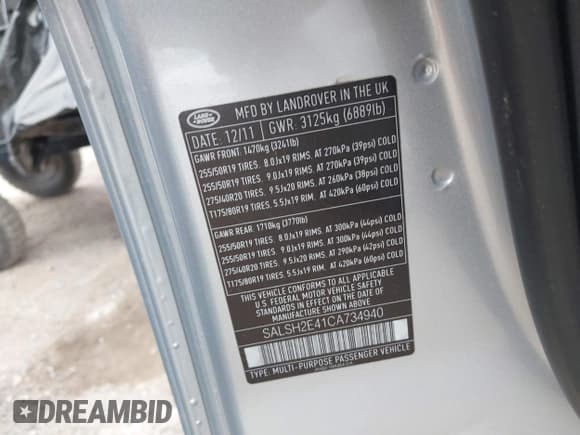 LAND ROVER
MFD BY LANDROVER IN THE UK
DATE: 12/11 GWR: 3125kg (6889lb)
GAWR FRONT: 1470kg (3241lb)
255/50R19 TIRES. 8.0Jx19 RIMS. AT 270kPa (39psi) COLD
255/50R19 TIRES. 9.0Jx19 RIMS. AT 270kPa (39psi) COLD
275/40R20 TIRES. 9.5Jx20 RIMS. AT 260kPa (38psi) COLD
T175/80R19 TIRES. 5.5Jx19 RIM. AT 420kPa (60psi) COLD
GAWR REAR: 1710kg (3770lb)
255/50R19 TIRES. 8.0Jx19 RIMS. AT 300kPa (44psi) COLD
255/50R19 TIRES. 9.0Jx19 RIMS. AT 300kPa (44psi) COLD
275/40R20 TIRES. 9.5Jx20 RIMS. AT 290kPa (42psi) COLD
T175/80R19 TIRES. 5.5Jx19 RIM. AT 420kPa (60psi) COLD
THIS VEHICLE CONFORMS TO ALL APPLICABLE
U.S. FEDERAL MOTOR VEHICLE SAFETY
STANDARDS IN EFFECT ON THE DATE OF
MANUFACTURE SHOWN ABOVE
SALSH2E41CA734940
TYPE: MULTI-PURPOSE PASSENGER VEHICLE
DREAMBID